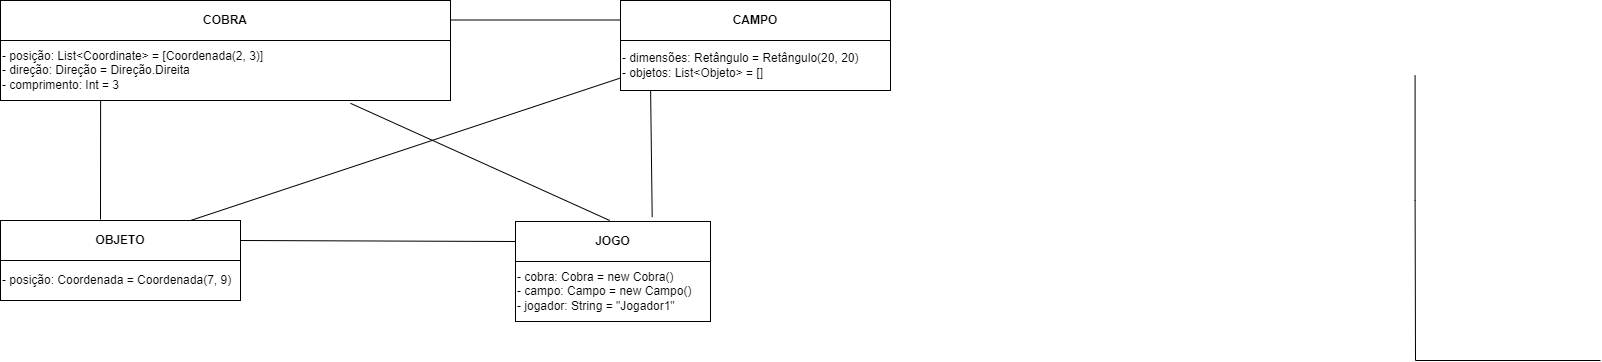 COBRA
- posição: List<Coordinate> = [Coordenada(2, 3)]
- direção: Direção = Direção.Direita
- comprimento: Int = 3
CAMPO
- dimensões: Retângulo = Retângulo(20, 20)
- objetos: List<Objeto> = []
OBJETO
- posição: Coordenada = Coordenada(7, 9)
JOGO
- cobra: Cobra = new Cobra()
- campo: Campo = new Campo()
- jogador: String = "Jogador1"